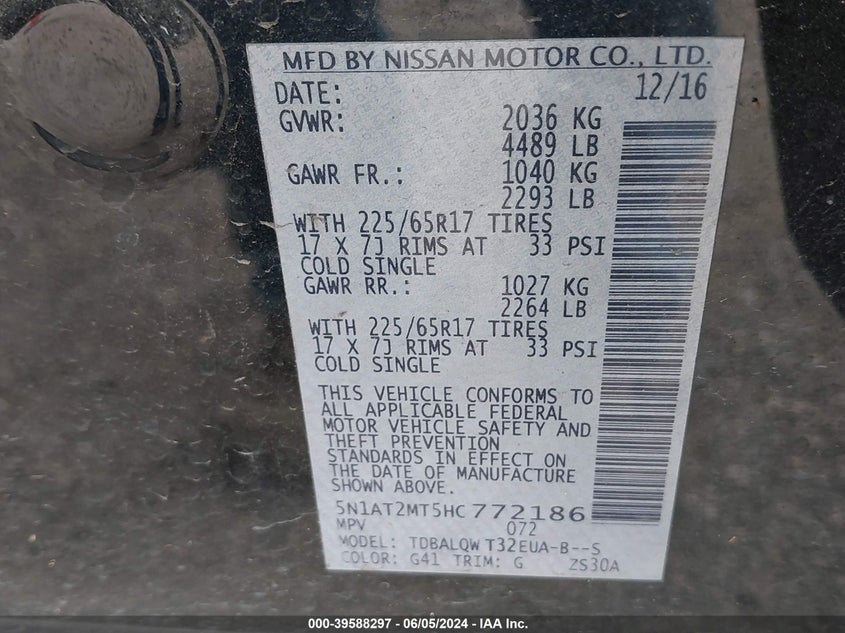 MFD BY NISSAN MOTOR CO., LTD.
DATE: 12/16
GVWR: 2036 KG
4489 LB
GAWR FR.: 1040 KG
2293 LB
WITH 225/65R17 TIRES
17 X 7J RIMS AT 33 PSI
COLD SINGLE
GAWR RR.: 1027 KG
2264 LB
WITH 225/65R17 TIRES
17 X 7J RIMS AT 33 PSI
COLD SINGLE
THIS VEHICLE CONFORMS TO
ALL APPLICABLE FEDERAL
MOTOR VEHICLE SAFETY AND
THEFT PREVENTION
STANDARDS IN EFFECT ON
THE DATE OF MANUFACTURE
SHOWN ABOVE.
5N1AT2MT5HC772186
MPV 072
MODEL: TDBALQW T32EUA-B--S
COLOR: G41 TRIM: G ZS30A
000-39588297 - 06/05/2024 - IAA Inc.